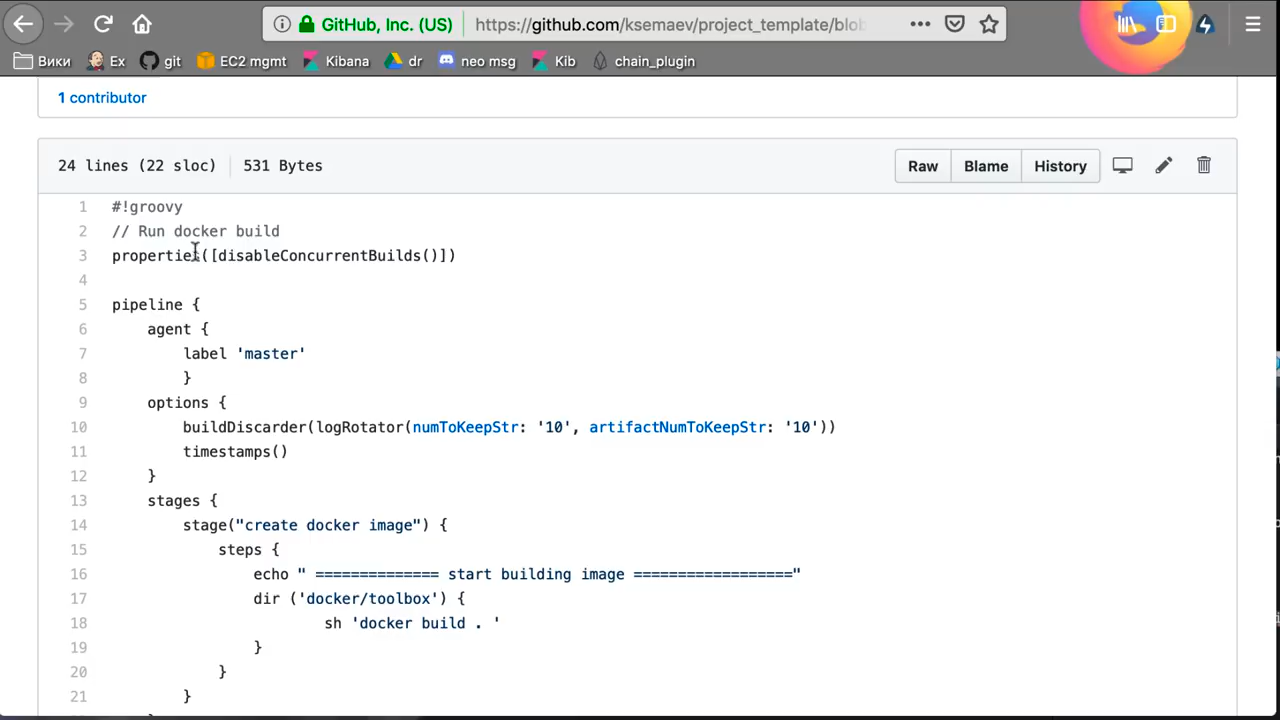 GitHub, Inc. (US) https://github.com/ksemaev/project_template/blob
Вики Ex git EC2 mgmt Kibana dr neo msg Kib chain_plugin
1 contributor
24 lines (22 sloc) 531 Bytes Raw Blame History
1 #!groovy
2 // Run docker build
3 properties([disableConcurrentBuilds()])
4
5 pipeline {
6 agent {
7 label 'master'
8 }
9 options {
10 buildDiscarder(logRotator(numToKeepStr: '10', artifactNumToKeepStr: '10'))
11 timestamps()
12 }
13 stages {
14 stage("create docker image") {
15 steps {
16 echo " ============== start building image =================="
17 dir ('docker/toolbox') {
18 sh 'docker build . '
19 }
20 }
21 }